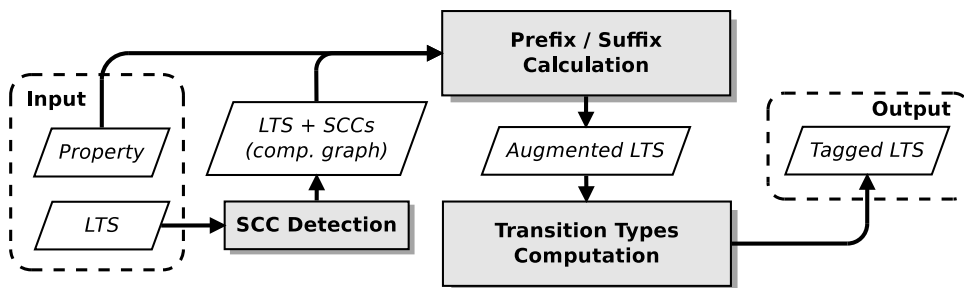 Input
Property
LTS
LTS + SCCs
(comp. graph)
SCC Detection
Prefix / Suffix
Calculation
Augmented LTS
Transition Types
Computation
Output
Tagged LTS